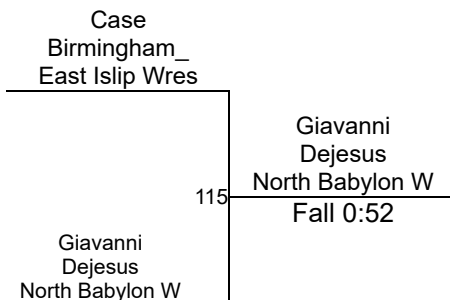 Case
Birmingham_
East Islip Wres
Giavanni
Dejesus
North Babylon W
115
Fall 0:52
Giavanni
Dejesus
North Babylon W